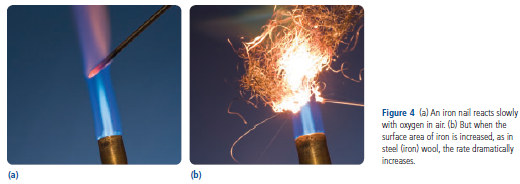 (a)
(b)
Figure 4 (a) An iron nail reacts slowly
with oxygen in air. (b) But when the
surface area of iron is increased, as in
steel (iron) wool, the rate dramatically
increases.